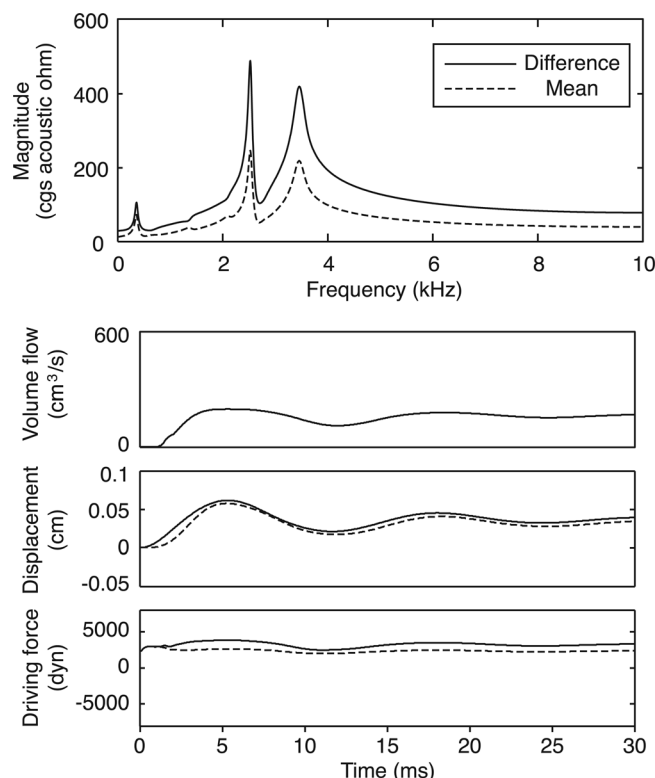 600
400
200
0
Magnitude
(cgs acoustic ohm)
Difference
Mean
0 2 4 6 8 10
Frequency (kHz)
600
0
Volume flow
(cm³/s)
0.1
0.05
0
-0.05
Displacement
(cm)
5000
0
-5000
Driving force
(dyn)
0 5 10 15 20 25 30
Time (ms)